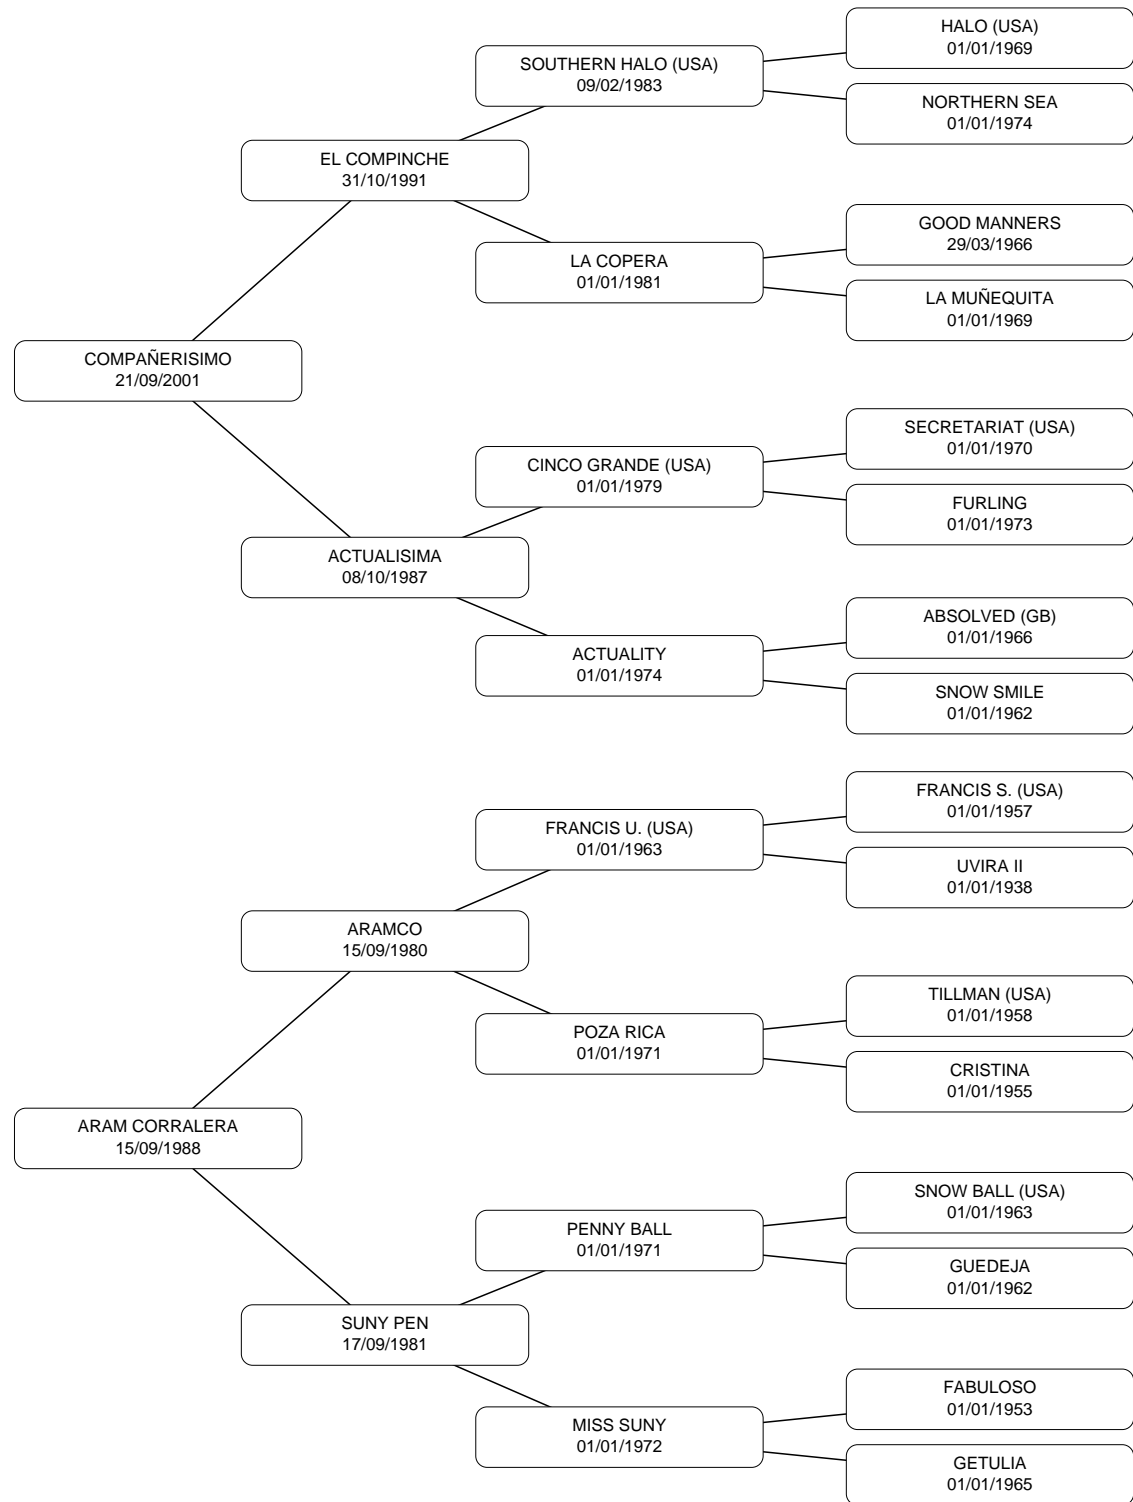 HALO (USA)
01/01/1969
SOUTHERN HALO (USA)
09/02/1983
NORTHERN SEA
01/01/1974
EL COMPINCHE
31/10/1991
GOOD MANNERS
29/03/1966
LA COPERA
01/01/1981
LA MUÑEQUITA
01/01/1969
COMPAÑERISIMO
21/09/2001
SECRETARIAT (USA)
01/01/1970
CINCO GRANDE (USA)
01/01/1979
FURLING
01/01/1973
ACTUALISIMA
08/10/1987
ABSOLVED (GB)
01/01/1966
ACTUALITY
01/01/1974
SNOW SMILE
01/01/1962
FRANCIS S. (USA)
01/01/1957
FRANCIS U. (USA)
01/01/1963
UVIRA II
01/01/1938
ARAMCO
15/09/1980
TILLMAN (USA)
01/01/1958
POZA RICA
01/01/1971
CRISTINA
01/01/1955
ARAM CORRALERA
15/09/1988
SNOW BALL (USA)
01/01/1963
PENNY BALL
01/01/1971
GUEDEJA
01/01/1962
SUNY PEN
17/09/1981
FABULOSO
01/01/1953
MISS SUNY
01/01/1972
GETULIA
01/01/1965